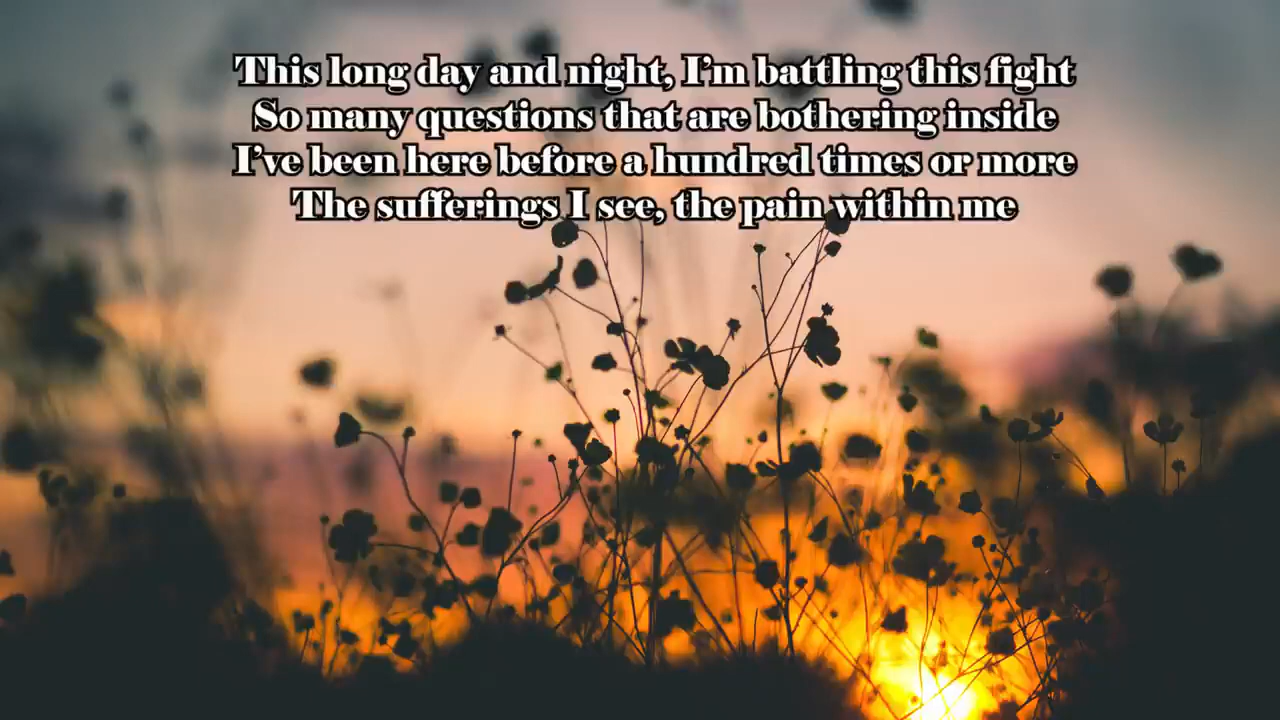 This long day and night, I'm battling this fight
So many questions that are bothering inside
I've been here before a hundred times or more
The sufferings I see, the pain within me